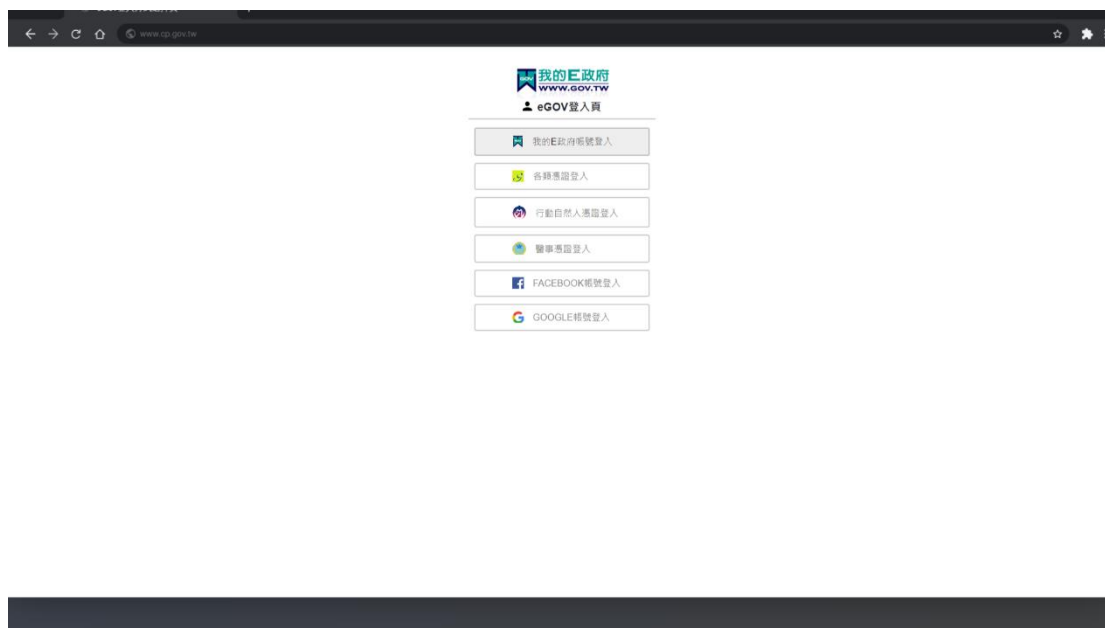 www.cp.gov.tw
GOV 我的E政府
WWW.GOV.TW
eGOV登入頁
我的E政府帳號登入
各類憑證登入
行動自然人憑證登入
醫事憑證登入
FACEBOOK帳號登入
GOOGLE帳號登入